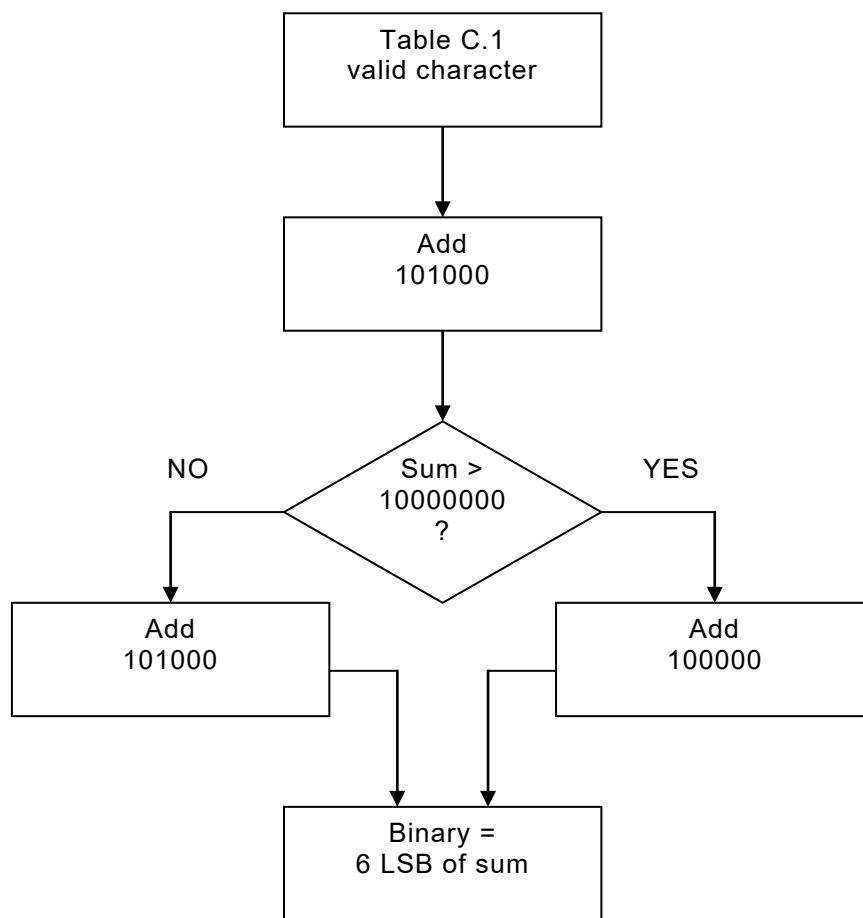 Table C.1
valid character
Add
101000
Sum >
10000000
?
NO
YES
Add
101000
Add
100000
Binary =
6 LSB of sum